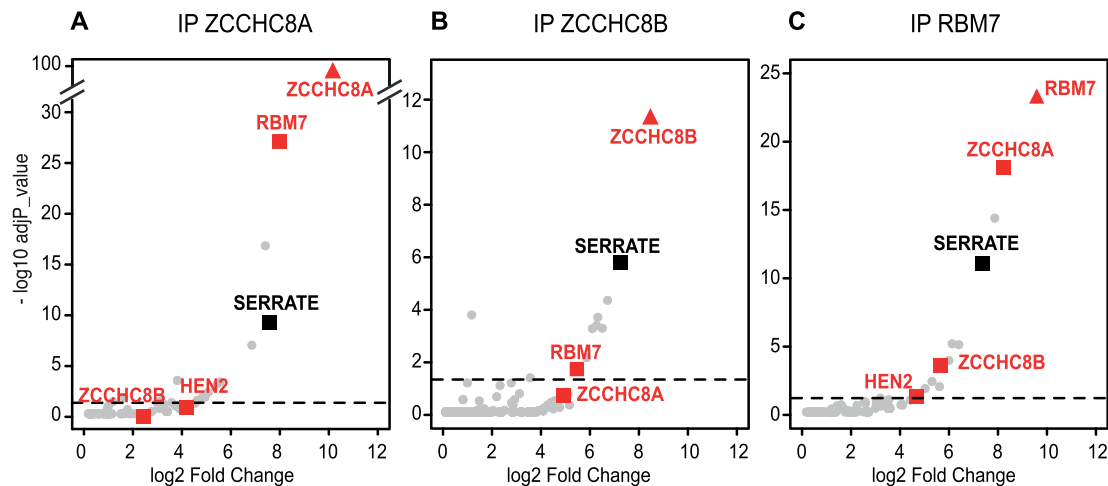 A IP ZCCHC8A
B IP ZCCHC8B
C IP RBM7
- log10 adjP_value
100
30
25
20
15
10
5
0
ZCCHC8A
RBM7
SERRATE
ZCCHC8B HEN2
0 2 4 6 8 10 12
log2 Fold Change
12
10
8
6
4
2
0
ZCCHC8B
SERRATE
RBM7
ZCCHC8A
0 2 4 6 8 10 12
log2 Fold Change
25
20
15
10
5
0
RBM7
ZCCHC8A
SERRATE
ZCCHC8B
HEN2
0 2 4 6 8 10 12
log2 Fold Change